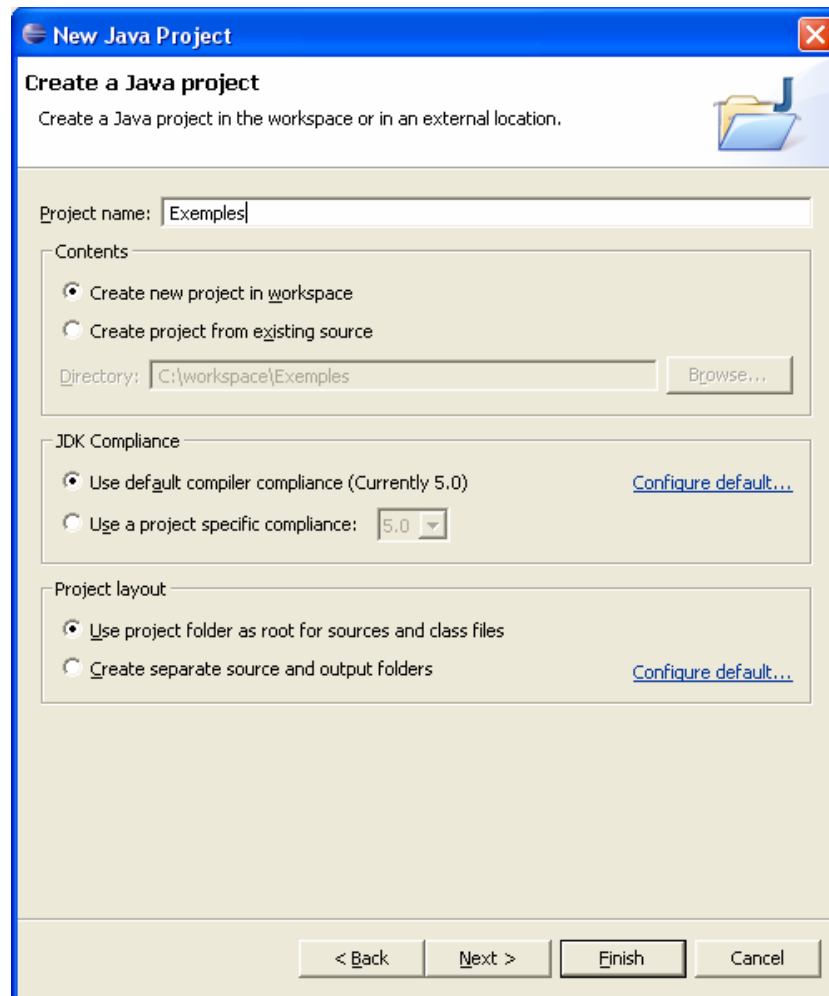 New Java Project
Create a Java project
Create a Java project in the workspace or in an external location.
Project name: Exemples
Contents
Create new project in workspace
Create project from existing source
Directory: C:\workspace\Exemples Browse...
JDK Compliance
Use default compiler compliance (Currently 5.0) Configure default...
Use a project specific compliance: 5.0
Project layout
Use project folder as root for sources and class files
Create separate source and output folders Configure default...
< Back Next > Finish Cancel